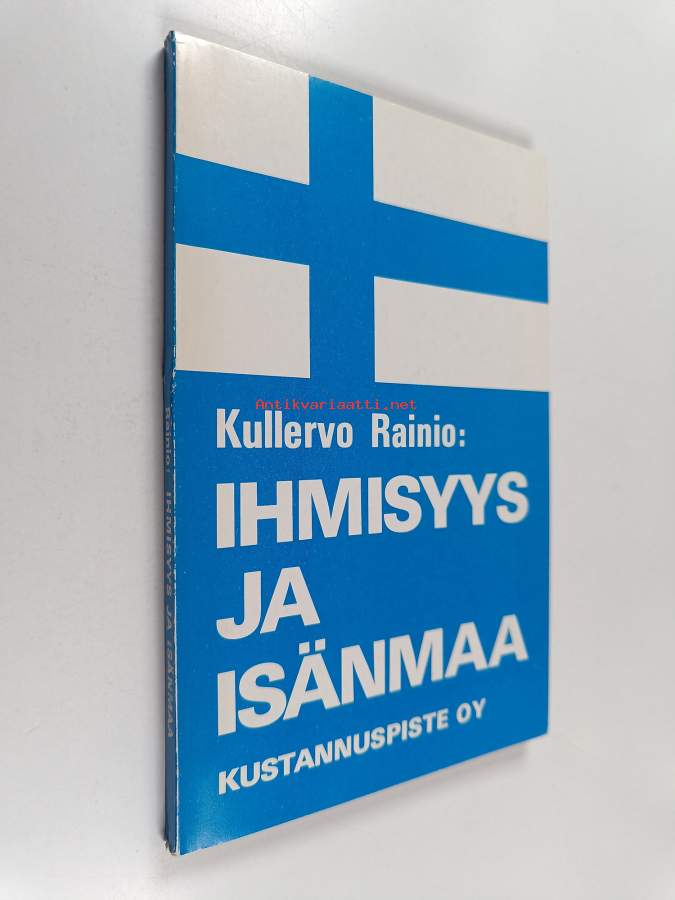 Antikvariaatti.net
Kullervo Rainio:
IHMISYYS
JA
ISÄNMAA
KUSTANNUSPISTE OY
Rainio: IHMISYYS JA ISÄNMAA